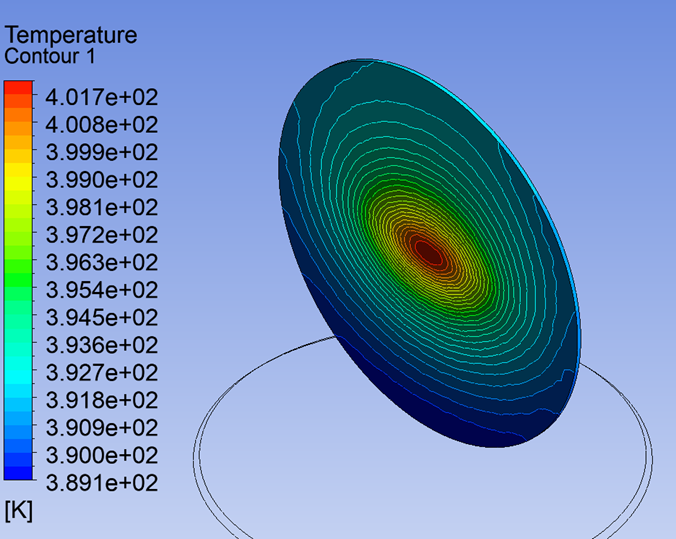 Temperature
Contour 1
4.017e+02
4.008e+02
3.999e+02
3.990e+02
3.981e+02
3.972e+02
3.963e+02
3.954e+02
3.945e+02
3.936e+02
3.927e+02
3.918e+02
3.909e+02
3.900e+02
3.891e+02
[K]